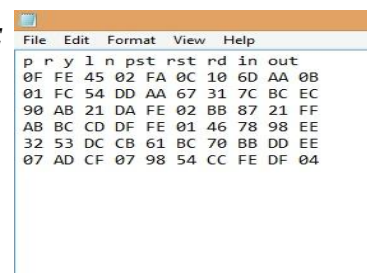 File Edit Format View Help
p r y l n pst rst rd in out
0F FE 45 02 FA 0C 10 6D AA 0B
01 FC 54 DD AA 67 31 7C BC EC
90 AB 21 DA FE 02 BB 87 21 FF
AB BC CD DF FE 01 46 78 98 EE
32 53 DC CB 61 BC 70 BB DD EE
07 AD CF 07 98 54 CC FE DF 04